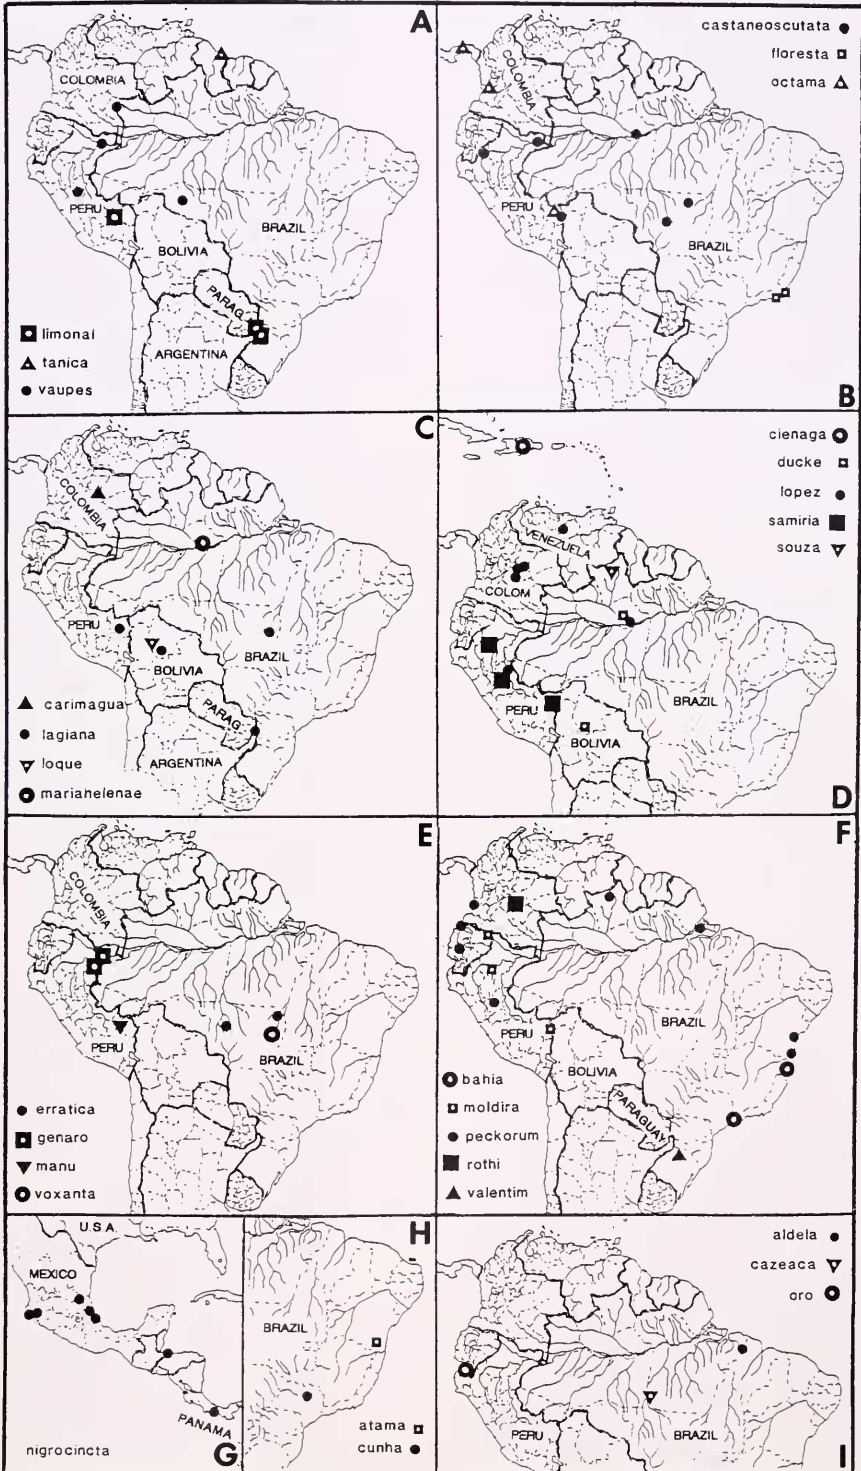 A
COLOMBIA
PERU
BOLIVIA
BRAZIL
PARAG
ARGENTINA
limonai
tanica
vaupes
castaneoscutata
floresta
octama
COLOMBIA
PERU
BRAZIL
B
C
COLOMBIA
PERU
BOLIVIA
BRAZIL
PARAG
ARGENTINA
carimagua
lagiana
loque
mariahelenae
cienaga
ducke
lopez
samiria
souza
VENEZUELA
COLOM
PERU
BOLIVIA
BRAZIL
D
E
COLOMBIA
PERU
BRAZIL
erratica
genaro
manu
voxanta
F
PERU
BRAZIL
BOLIVIA
PARAGUAY
bahia
moldira
peckorum
rothi
valentim
U.S.A.
MEXICO
PANAMA
nigrocincta
G
H
BRAZIL
atama
cunha
aldela
cazeaca
oro
PERU
BRAZIL
I